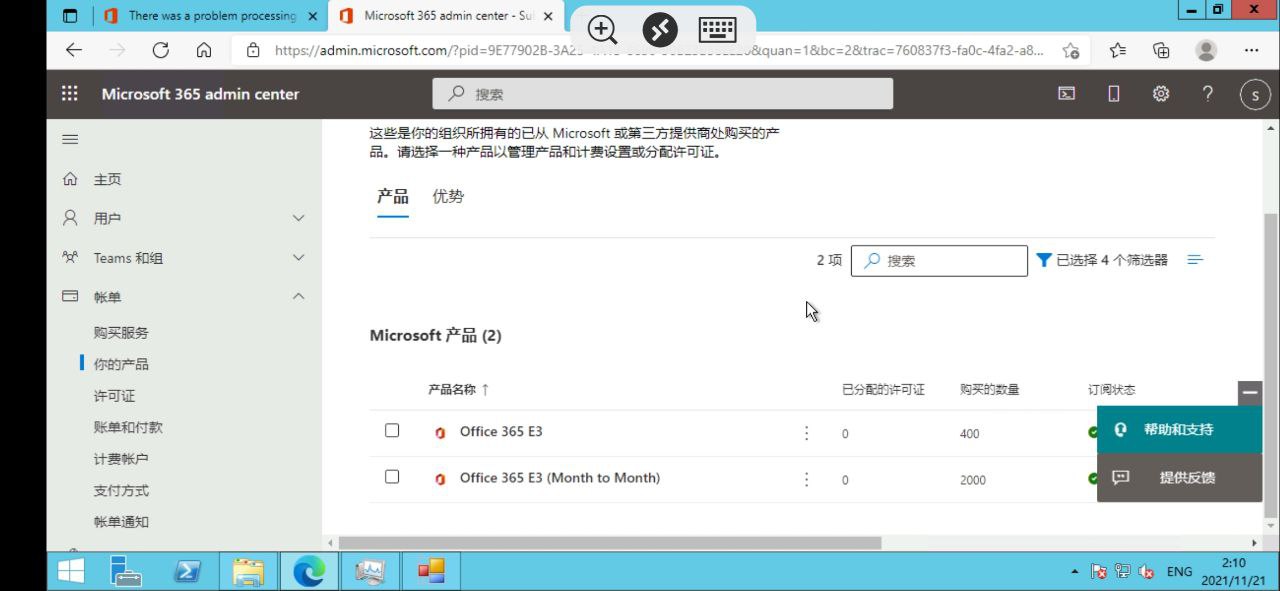 There was a problem processing
Microsoft 365 admin center - Su
https://admin.microsoft.com/?pid=9E77902B-3A2
&quan=1&bc=2&trac=760837f3-fa0c-4fa2-a8...
Microsoft 365 admin center
搜索
S
这些是你的组织所拥有的已从 Microsoft 或第三方提供商处购买的产
品。请选择一种产品以管理产品和计费设置或分配许可证。
主页
用户
Teams 和组
帐单
购买服务
你的产品
许可证
账单和付款
计费帐户
支付方式
帐单通知
产品 优势
2 项 搜索 已选择 4 个筛选器
Microsoft 产品 (2)
产品名称 ↑ 已分配的许可证 购买的数量 订阅状态
Office 365 E3 0 400
Office 365 E3 (Month to Month) 0 2000
帮助和支持
提供反馈
ENG
2:10
2021/11/21